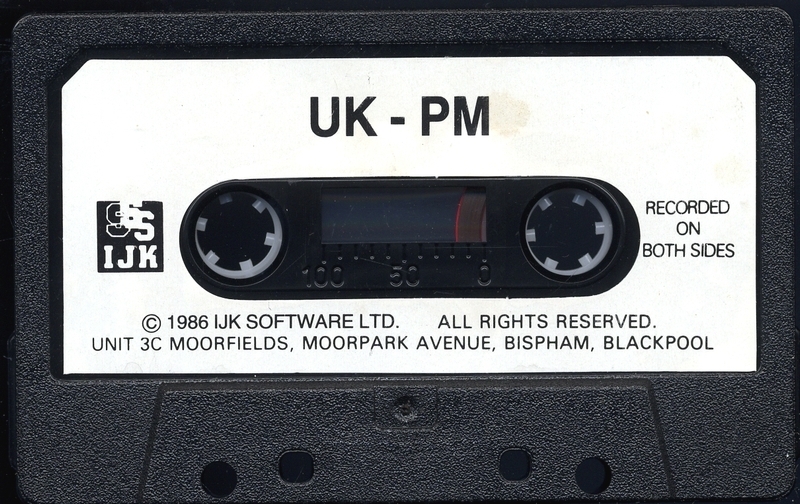 UK - PM
SSS
IJK
RECORDED
ON
BOTH SIDES
100 50 0
© 1986 IJK SOFTWARE LTD. ALL RIGHTS RESERVED.
UNIT 3C MOORFIELDS, MOORPARK AVENUE, BISPHAM, BLACKPOOL